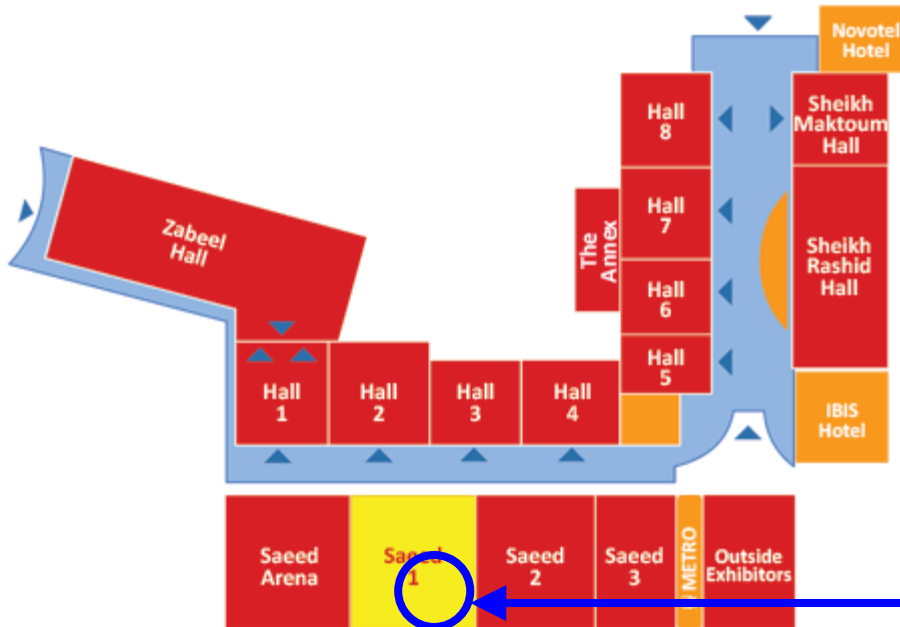 Novotel
Hotel
Hall
8
Sheikh
Maktoum
Hall
Zabeel
Hall
The
Annex
Hall
7
Sheikh
Rashid
Hall
Hall
6
Hall
5
Hall
1
Hall
2
Hall
3
Hall
4
IBIS
Hotel
Saeed
Arena
Saeed
1
Saeed
2
Saeed
3
METRO
Outside
Exhibitors